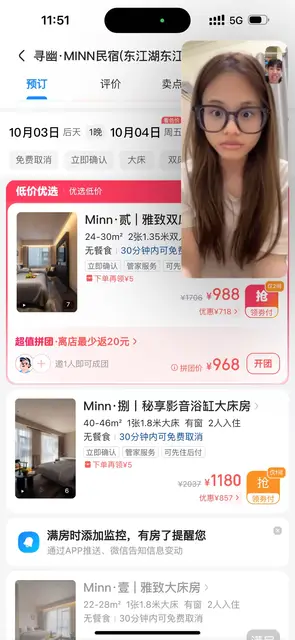 11:51
5G
寻幽·MINN民宿(东江湖东江
预订 评价 卖点
看低价
10月03日 后天 1晚 10月04日 周五
免费取消 立即确认 大床 双
低价优选 优选低价
Minn·贰 | 雅致双
24-30m² 2张1.35米双人
无餐食 30分钟内可免费
立即确认 管家服务 可先
下单再领¥5
7
¥1706 ¥988
优惠¥718 >
抢
领券付
超值拼团·离店最少返20元 >
邀1人即可成团
拼团价 ¥968
开团
Minn·捌 | 秘享影音浴缸大床房 >
40-46m² 1张1.8米大床 有窗 2人入住
无餐食 30分钟内可免费取消
立即确认 管家服务 可先住后付
下单再领¥5
6
¥2037 ¥1180
优惠¥857 >
仅1间
抢
领券付
满房时添加监控，有房了提醒您
通过APP推送、微信告知信息变动
Minn·壹 | 雅致大床房 >
22-28m² 1张1.8米大床 有窗 2人入住
无餐食 30分钟内可免费取消